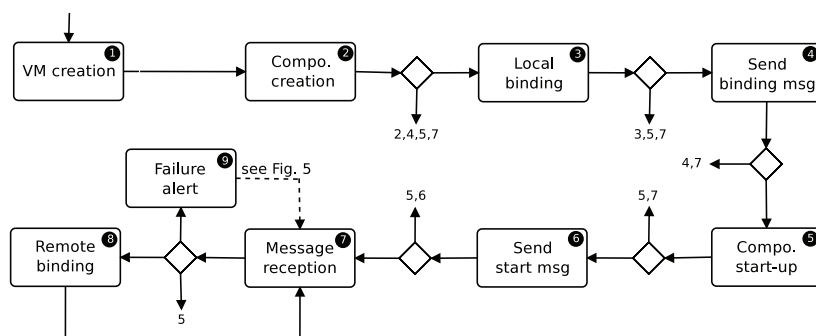 1
VM creation
2
Compo.
creation
2,4,5,7
3
Local
binding
3,5,7
4
Send
binding msg
4,7
9
Failure
alert
see Fig. 5
5,6
5,7
8
Remote
binding
5
7
Message
reception
6
Send
start msg
5
Compo.
start-up